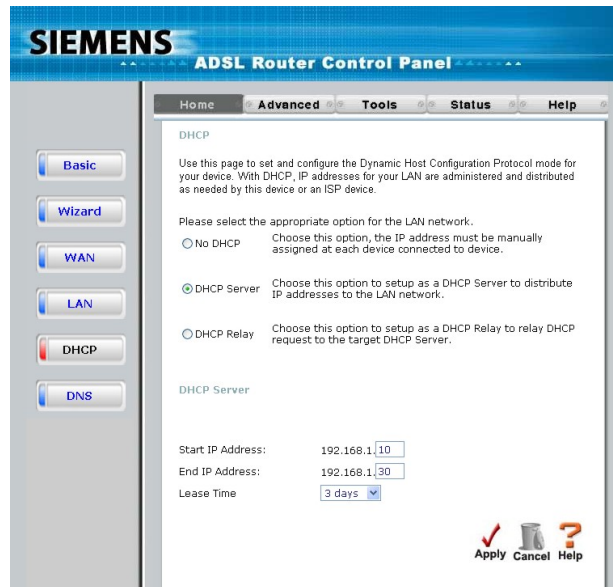 SIEMENS
ADSL Router Control Panel
Home Advanced Tools Status Help
Basic
Wizard
WAN
LAN
DHCP
DNS
DHCP
Use this page to set and configure the Dynamic Host Configuration Protocol mode for
your device. With DHCP, IP addresses for your LAN are administered and distributed
as needed by this device or an ISP device.
Please select the appropriate option for the LAN network.
No DHCP
Choose this option, the IP address must be manually
assigned at each device connected to device.
DHCP Server
Choose this option to setup as a DHCP Server to distribute
IP addresses to the LAN network.
DHCP Relay
Choose this option to setup as a DHCP Relay to relay DHCP
request to the target DHCP Server.
DHCP Server
Start IP Address: 192.168.1. 10
End IP Address: 192.168.1. 30
Lease Time 3 days
Apply Cancel Help